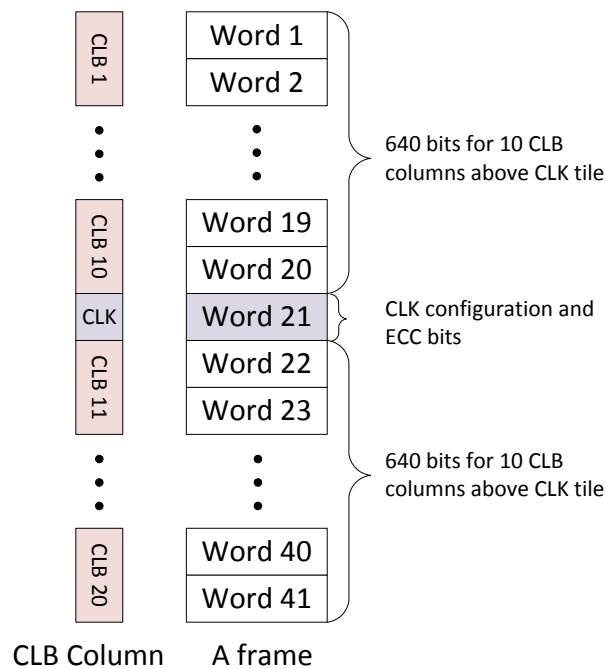 CLB 1
Word 1
Word 2
640 bits for 10 CLB
columns above CLK tile
CLB 10
Word 19
Word 20
CLK
Word 21
CLK configuration and
ECC bits
CLB 11
Word 22
Word 23
640 bits for 10 CLB
columns above CLK tile
CLB 20
Word 40
Word 41
CLB Column
A frame